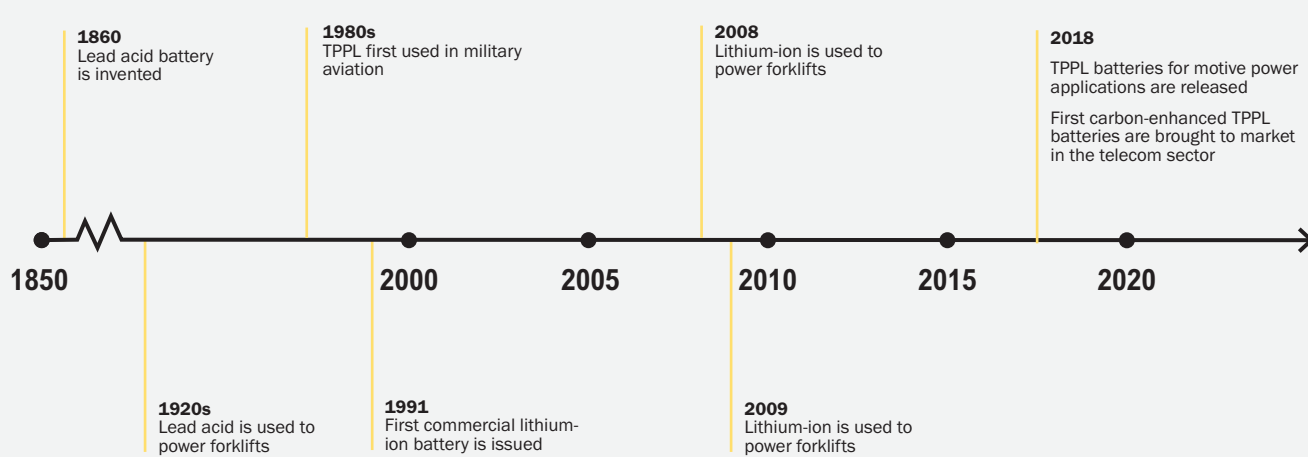 1860
Lead acid battery
is invented
1980s
TPPL first used in military
aviation
2008
Lithium-ion is used to
power forklifts
2018
TPPL batteries for motive power
applications are released
First carbon-enhanced TPPL
batteries are brought to market
in the telecom sector
1850
2000
2005
2010
2015
2020
1920s
Lead acid is used to
power forklifts
1991
First commercial lithium-
ion battery is issued
2009
Lithium-ion is used to
power forklifts